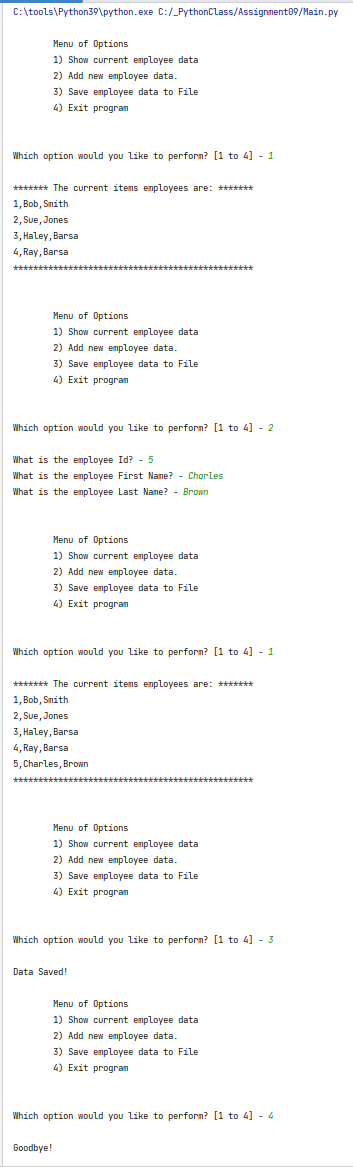 C:\tools\Python39\python.exe C:/_PythonClass/Assignment09/Main.py
Menu of Options
1) Show current employee data
2) Add new employee data.
3) Save employee data to File
4) Exit program
Which option would you like to perform? [1 to 4] - 1
******* The current items employees are: *******
1,Bob,Smith
2,Sue,Jones
3,Haley,Barsa
4,Ray,Barsa
************************************************
Menu of Options
1) Show current employee data
2) Add new employee data.
3) Save employee data to File
4) Exit program
Which option would you like to perform? [1 to 4] - 2
What is the employee Id? - 5
What is the employee First Name? - Charles
What is the employee Last Name? - Brown
Menu of Options
1) Show current employee data
2) Add new employee data.
3) Save employee data to File
4) Exit program
Which option would you like to perform? [1 to 4] - 1
******* The current items employees are: *******
1,Bob,Smith
2,Sue,Jones
3,Haley,Barsa
4,Ray,Barsa
5,Charles,Brown
************************************************
Menu of Options
1) Show current employee data
2) Add new employee data.
3) Save employee data to File
4) Exit program
Which option would you like to perform? [1 to 4] - 3
Data Saved!
Menu of Options
1) Show current employee data
2) Add new employee data.
3) Save employee data to File
4) Exit program
Which option would you like to perform? [1 to 4] - 4
Goodbye!